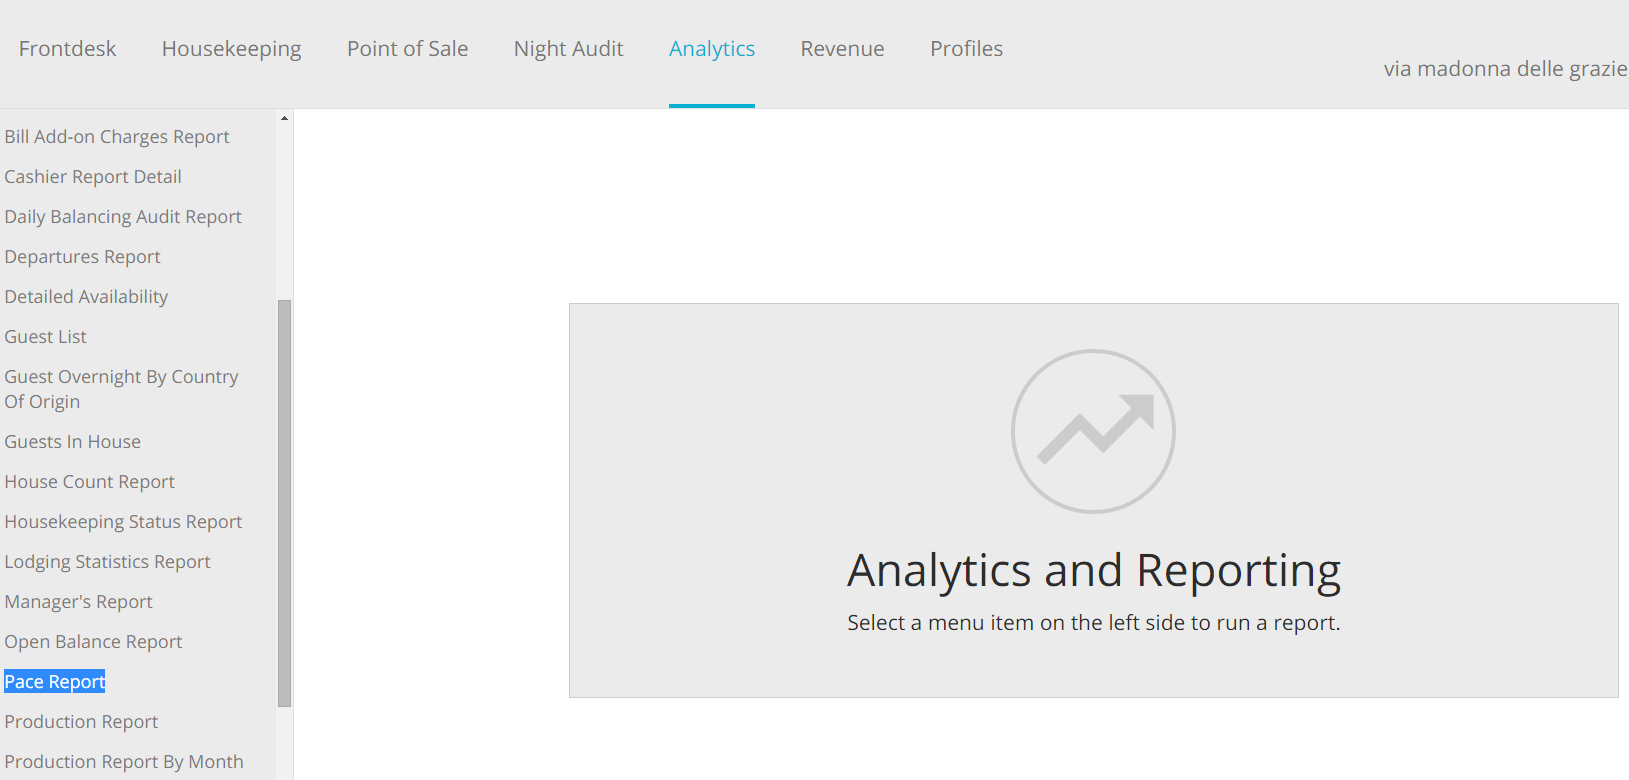 Frontdesk Housekeeping Point of Sale Night Audit Analytics Revenue Profiles
via madonna delle grazie,
Bill Add-on Charges Report
Cashier Report Detail
Daily Balancing Audit Report
Departures Report
Detailed Availability
Guest List
Guest Overnight By Country
Of Origin
Guests In House
House Count Report
Housekeeping Status Report
Lodging Statistics Report
Manager's Report
Open Balance Report
Pace Report
Production Report
Production Report By Month
Analytics and Reporting
Select a menu item on the left side to run a report.